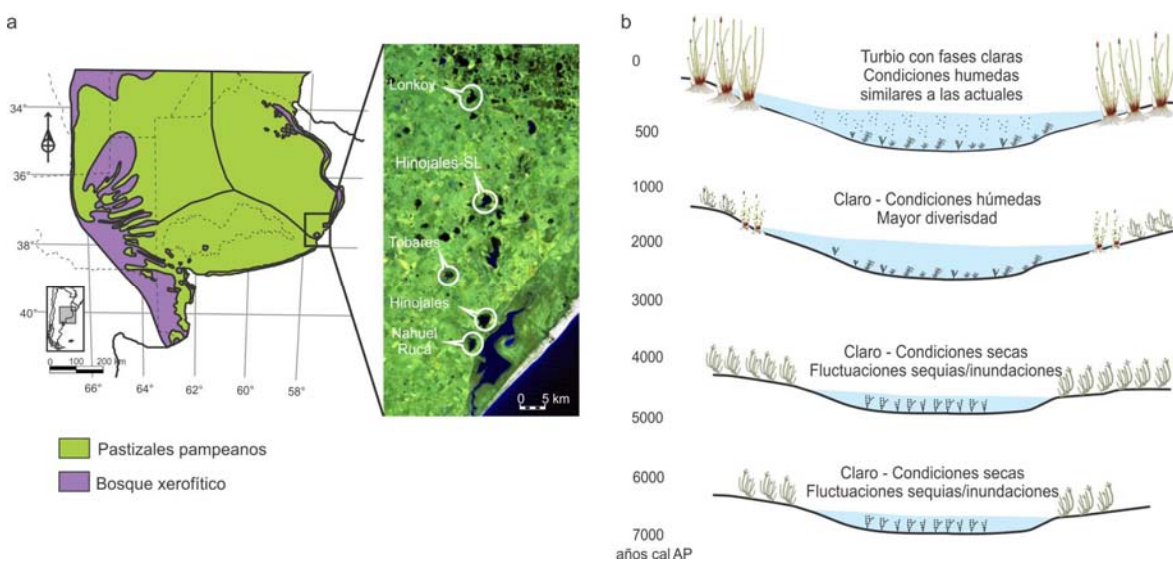 a
34°
36°
38°
40°
0 100 200 km
66° 64° 62° 60° 58°
Lonkoy
Hinojales-SL
Tobares
Hinojales
Nahuel
Rucá
0 5 km
Pastizales pampeanos
Bosque xerofítico
b
0
500
1000
2000
3000
4000
5000
6000
7000
años cal AP
Turbio con fases claras
Condiciones humedas
similares a las actuales
Claro - Condiciones húmedas
Mayor diverisdad
Claro - Condiciones secas
Fluctuaciones sequias/inundaciones
Claro - Condiciones secas
Fluctuaciones sequias/inundaciones